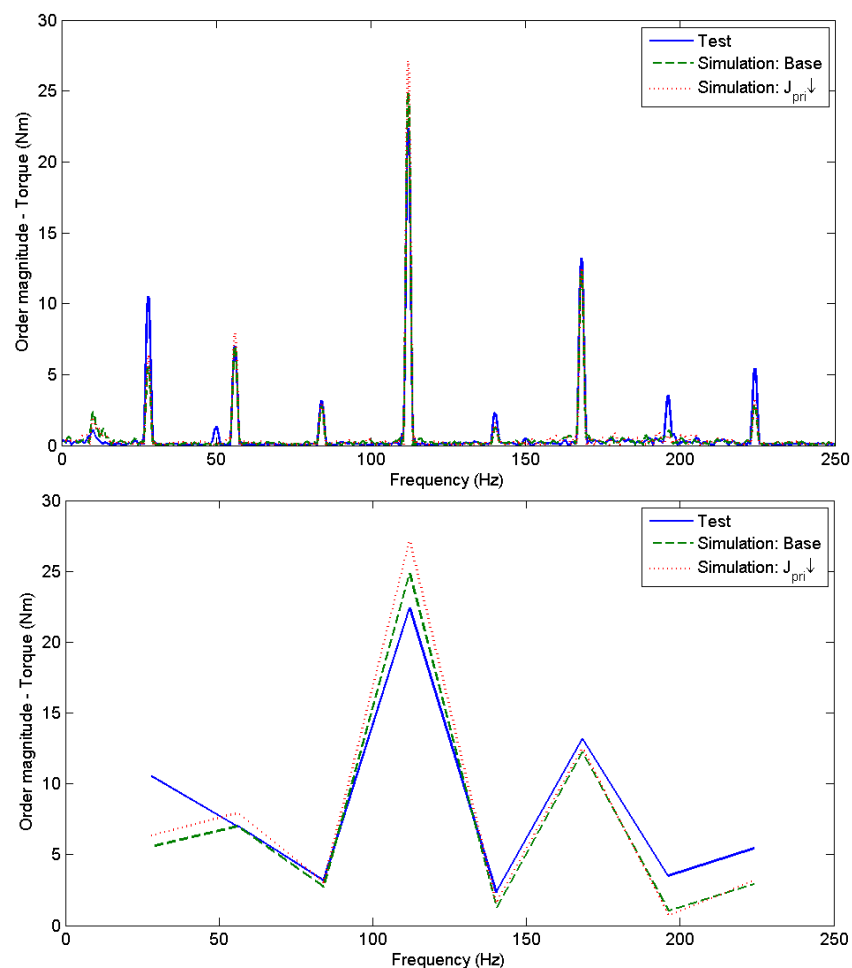 30
25
20
15
10
5
0
Order magnitude - Torque (Nm)
Test
Simulation: Base
Simulation: Jpri↓
0 50 100 150 200 250
Frequency (Hz)
30
25
20
15
10
5
0
Order magnitude - Torque (Nm)
Test
Simulation: Base
Simulation: Jpri↓
0 50 100 150 200 250
Frequency (Hz)